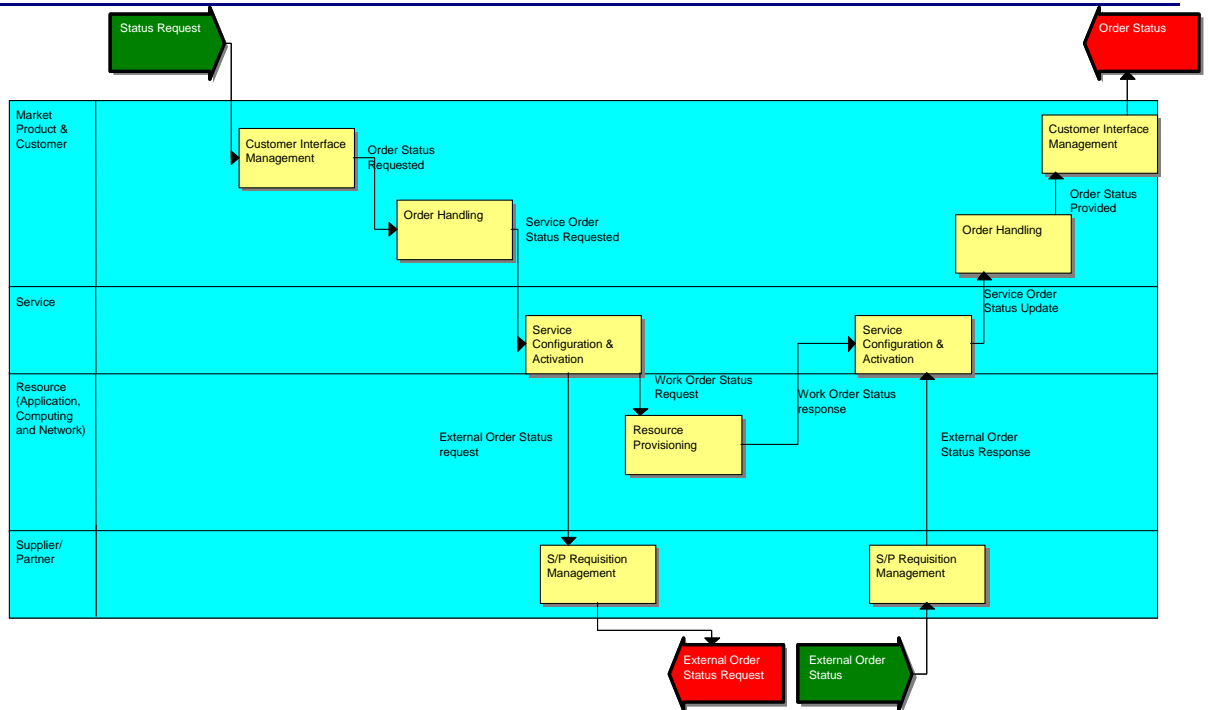 Status Request
Order Status
Market
Product &
Customer
Customer Interface
Management
Order Status
Requested
Customer Interface
Management
Order Handling
Service Order
Status Requested
Order Status
Provided
Order Handling
Service
Service
Configuration &
Activation
Service
Configuration &
Activation
Service Order
Status Update
Resource
(Application,
Computing
and Network)
Work Order Status
Request
Work Order Status
response
Resource
Provisioning
External Order Status
request
External Order
Status Response
Supplier/
Partner
S/P Requisition
Management
S/P Requisition
Management
External Order
Status Request
External Order
Status